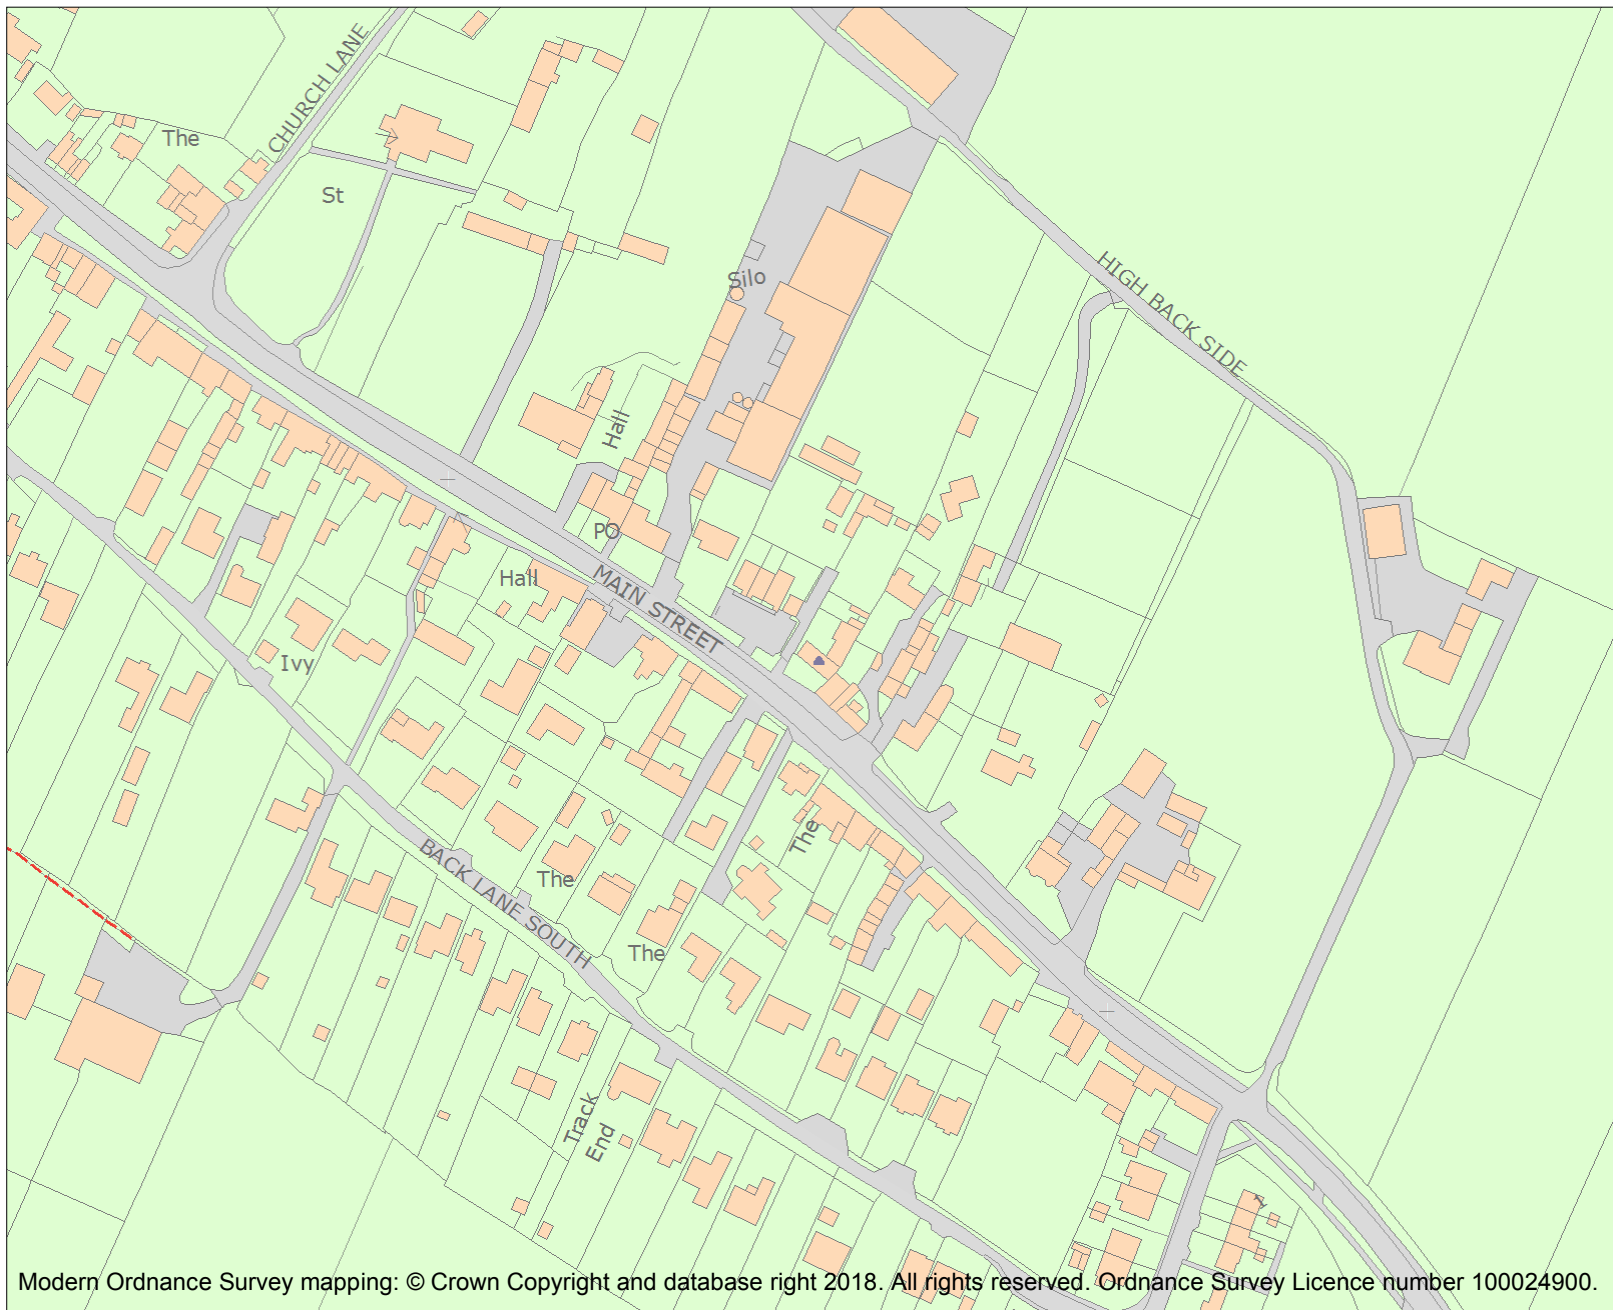 CHURCH LANE
The
St
Silo
HIGH BACK SIDE
Hall
PO
MAIN STREET
Hall
Ivy
The
BACK LANE SOUTH
The
The
Track
End
1
Modern Ordnance Survey mapping: © Crown Copyright and database right 2018. All rights reserved. Ordnance Survey Licence number 100024900.